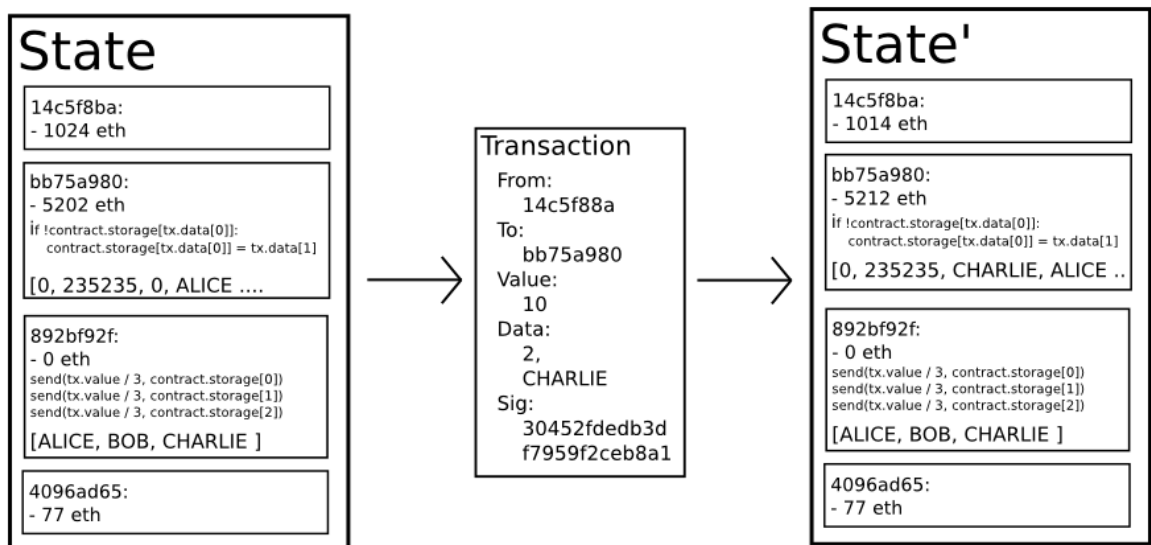 State
14c5f8ba:
- 1024 eth
bb75a980:
- 5202 eth
if !contract.storage[tx.data[0]]:
contract.storage[tx.data[0]] = tx.data[1]
[0, 235235, 0, ALICE ....
892bf92f:
- 0 eth
send(tx.value / 3, contract.storage[0])
send(tx.value / 3, contract.storage[1])
send(tx.value / 3, contract.storage[2])
[ALICE, BOB, CHARLIE ]
4096ad65:
- 77 eth
Transaction
From:
14c5f88a
To:
bb75a980
Value:
10
Data:
2,
CHARLIE
Sig:
30452fdedb3d
f7959f2ceb8a1
State'
14c5f8ba:
- 1014 eth
bb75a980:
- 5212 eth
if !contract.storage[tx.data[0]]:
contract.storage[tx.data[0]] = tx.data[1]
[0, 235235, CHARLIE, ALICE ..
892bf92f:
- 0 eth
send(tx.value / 3, contract.storage[0])
send(tx.value / 3, contract.storage[1])
send(tx.value / 3, contract.storage[2])
[ALICE, BOB, CHARLIE ]
4096ad65:
- 77 eth